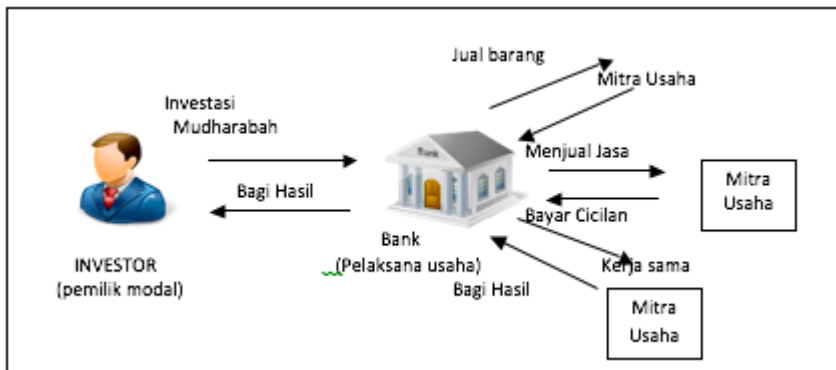 Jual barang
Mitra Usaha
Investasi
Mudharabah
Bank
Menjual Jasa
Mitra
Usaha
Bagi Hasil
Bayar Cicilan
Bank
(Pelaksana usaha)
Kerja sama
INVESTOR
(pemilik modal)
Bagi Hasil
Mitra
Usaha